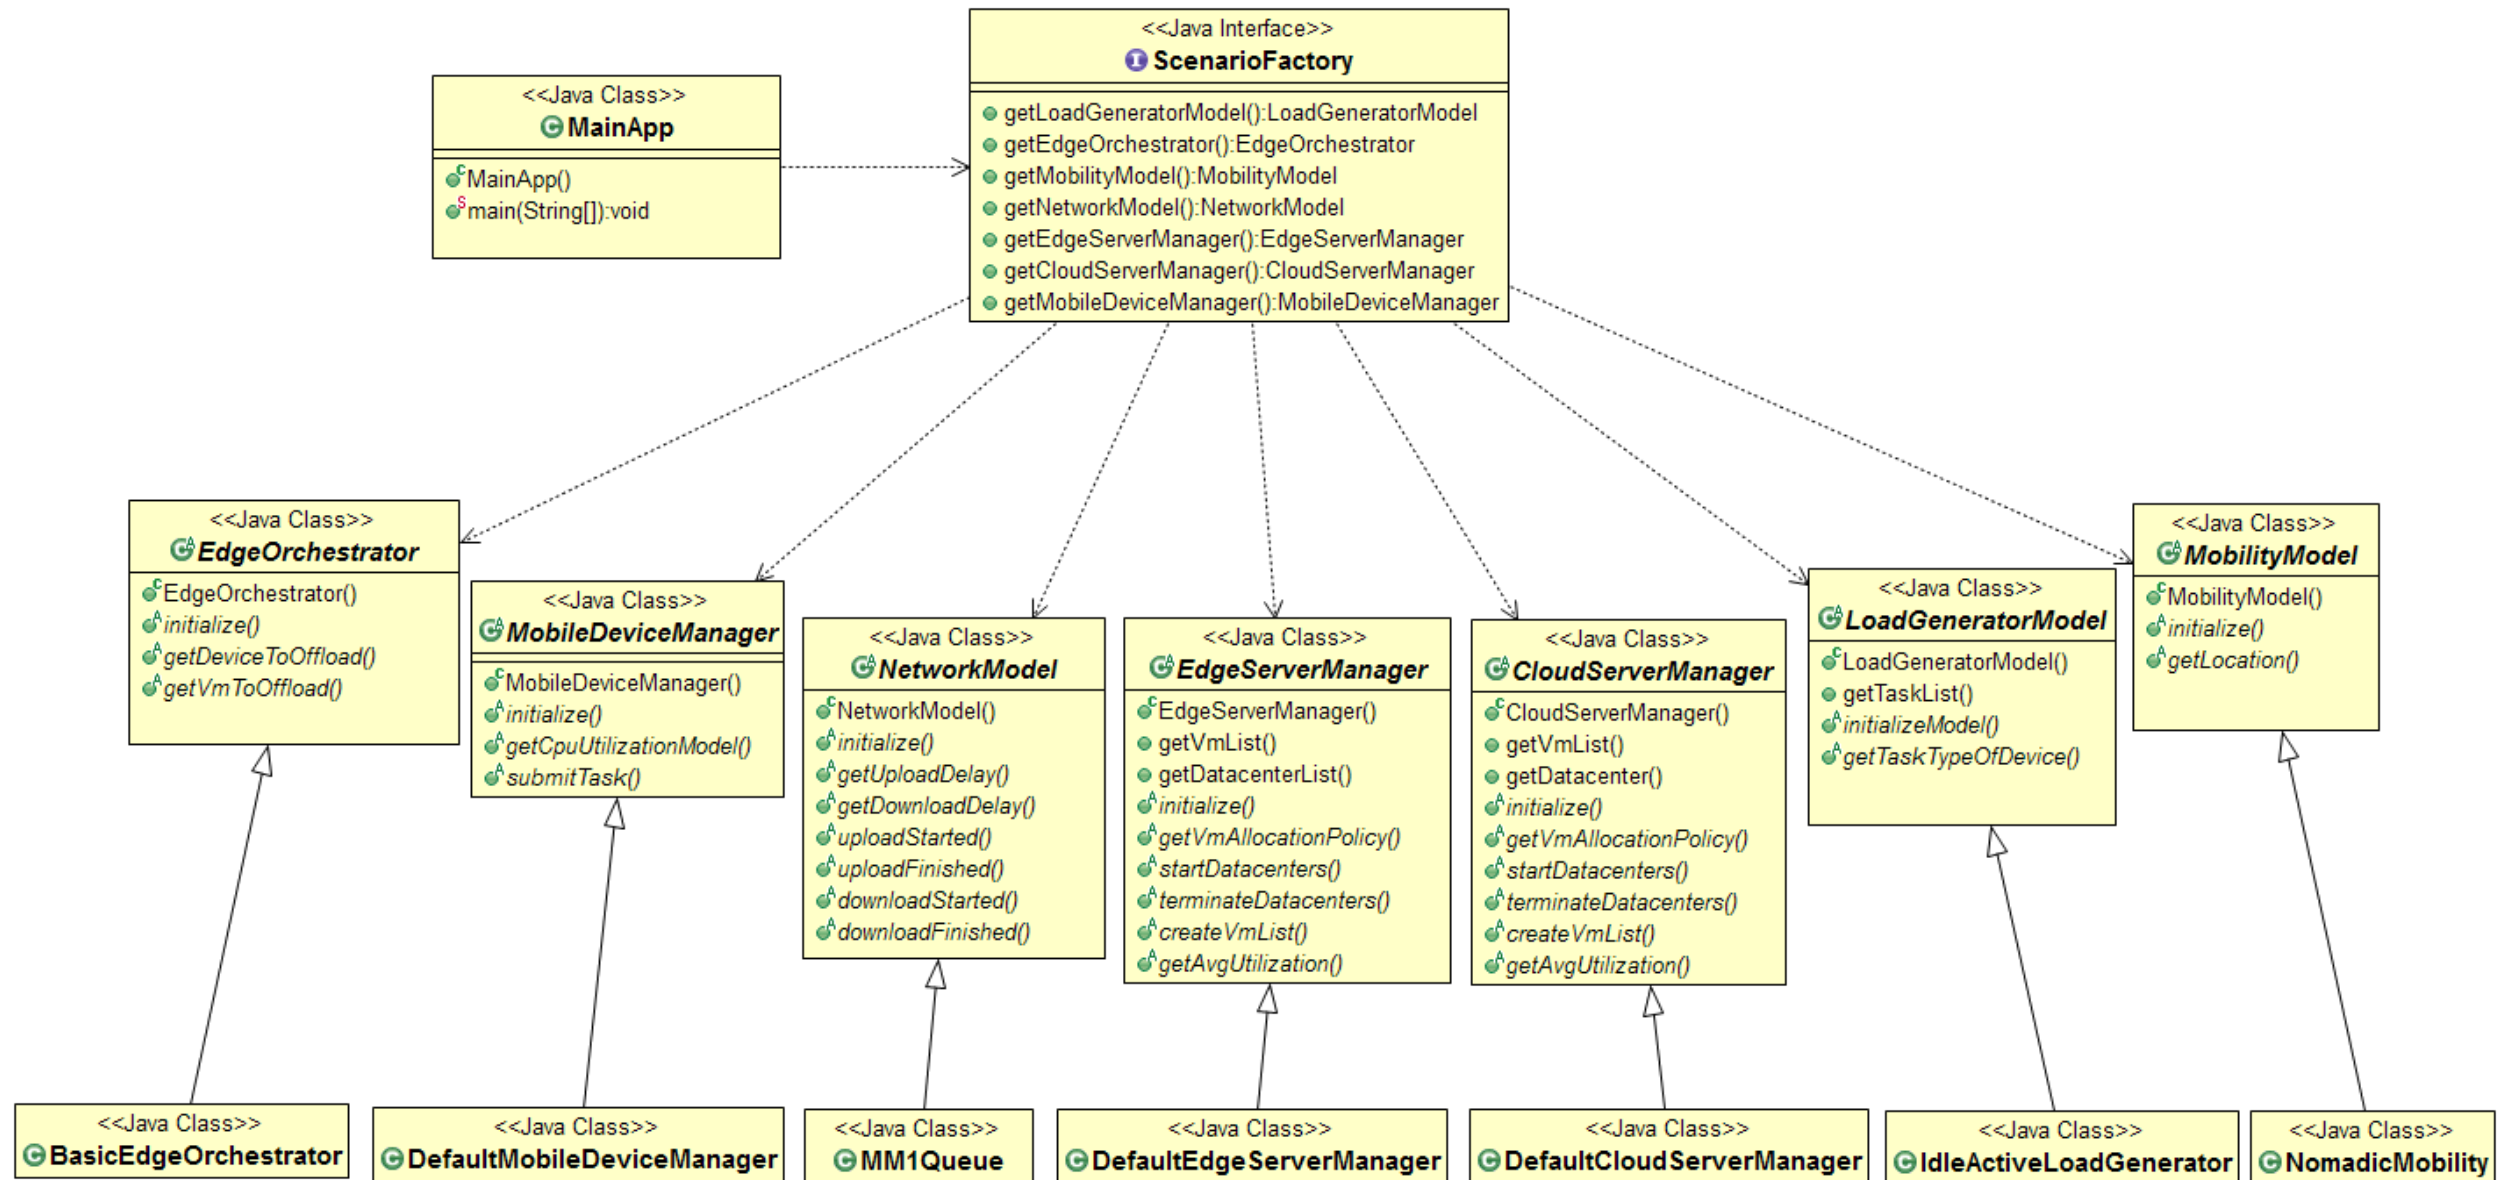 <<Java Interface>>
ScenarioFactory
getLoadGeneratorModel():LoadGeneratorModel
getEdgeOrchestrator():EdgeOrchestrator
getMobilityModel():MobilityModel
getNetworkModel():NetworkModel
getEdgeServerManager():EdgeServerManager
getCloudServerManager():CloudServerManager
getMobileDeviceManager():MobileDeviceManager
<<Java Class>>
MainApp
MainApp()
main(String[]):void
<<Java Class>>
EdgeOrchestrator
EdgeOrchestrator()
initialize()
getDeviceToOffload()
getVmToOffload()
<<Java Class>>
MobileDeviceManager
MobileDeviceManager()
initialize()
getCpuUtilizationModel()
submitTask()
<<Java Class>>
NetworkModel
NetworkModel()
initialize()
getUploadDelay()
getDownloadDelay()
uploadStarted()
uploadFinished()
downloadStarted()
downloadFinished()
<<Java Class>>
EdgeServerManager
EdgeServerManager()
getVmList()
getDatacenterList()
initialize()
getVmAllocationPolicy()
startDatacenters()
terminateDatacenters()
createVmList()
getAvgUtilization()
<<Java Class>>
CloudServerManager
CloudServerManager()
getVmList()
getDatacenter()
initialize()
getVmAllocationPolicy()
startDatacenters()
terminateDatacenters()
createVmList()
getAvgUtilization()
<<Java Class>>
LoadGeneratorModel
LoadGeneratorModel()
getTaskList()
initializeModel()
getTaskTypeOfDevice()
<<Java Class>>
MobilityModel
MobilityModel()
initialize()
getLocation()
<<Java Class>>
BasicEdgeOrchestrator
<<Java Class>>
DefaultMobileDeviceManager
<<Java Class>>
MM1Queue
<<Java Class>>
DefaultEdgeServerManager
<<Java Class>>
DefaultCloudServerManager
<<Java Class>>
IdleActiveLoadGenerator
<<Java Class>>
NomadicMobility